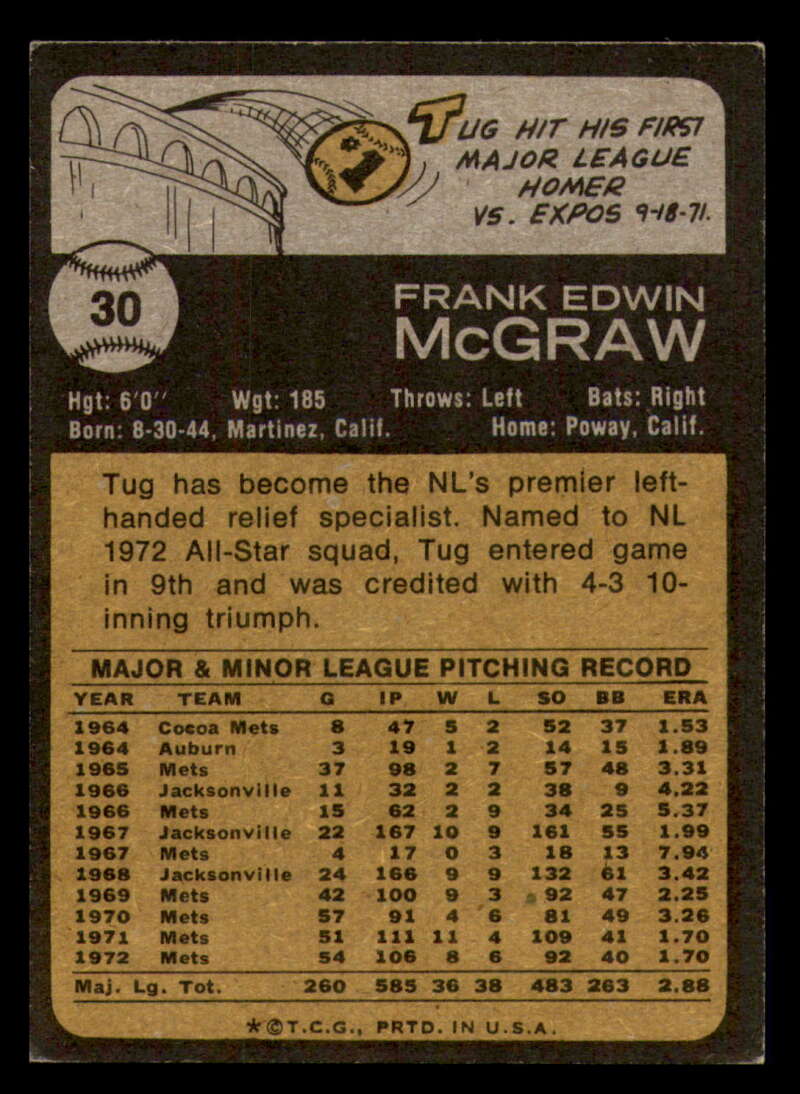 TUG HIT HIS FIRST
MAJOR LEAGUE
HOMER
VS. EXPOS 9-18-71.
#1
30
FRANK EDWIN
McGRAW
Hgt: 6'0" Wgt: 185 Throws: Left Bats: Right
Born: 8-30-44, Martinez, Calif. Home: Poway, Calif.
Tug has become the NL's premier left-
handed relief specialist. Named to NL
1972 All-Star squad, Tug entered game
in 9th and was credited with 4-3 10-
inning triumph.
MAJOR & MINOR LEAGUE PITCHING RECORD
YEAR TEAM G IP W L SO BB ERA
1964 Cocoa Mets 8 47 5 2 52 37 1.53
1964 Auburn 3 19 1 2 14 15 1.89
1965 Mets 37 98 2 7 57 48 3.31
1966 Jacksonville 11 32 2 2 38 9 4.22
1966 Mets 15 62 2 9 34 25 5.37
1967 Jacksonville 22 167 10 9 161 55 1.99
1967 Mets 4 17 0 3 18 13 7.94
1968 Jacksonville 24 166 9 9 132 61 3.42
1969 Mets 42 100 9 3 92 47 2.25
1970 Mets 57 91 4 6 81 49 3.26
1971 Mets 51 111 11 4 109 41 1.70
1972 Mets 54 106 8 6 92 40 1.70
Maj. Lg. Tot. 260 585 36 38 483 263 2.88
*©T.C.G., PRTD. IN U.S.A.